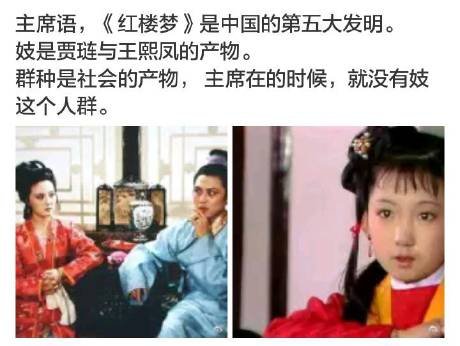 主席语，《红楼梦》是中国的第五大发明。
妓是贾琏与王熙凤的产物。
群种是社会的产物， 主席在的时候，就没有妓
这个人群。